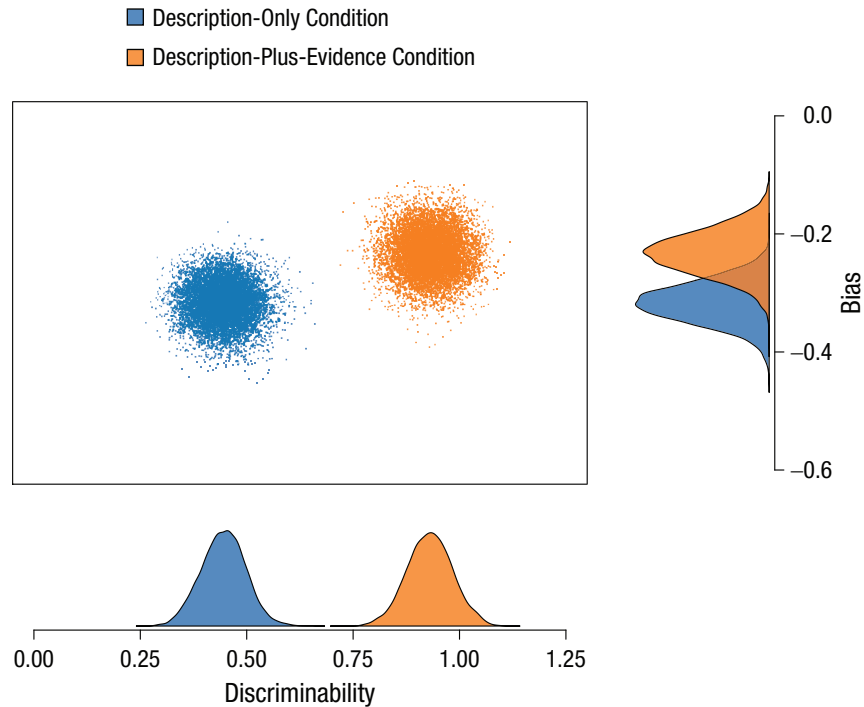 Description-Only Condition
Description-Plus-Evidence Condition
0.0
–0.2
–0.4
–0.6
Bias
0.00 0.25 0.50 0.75 1.00 1.25
Discriminability